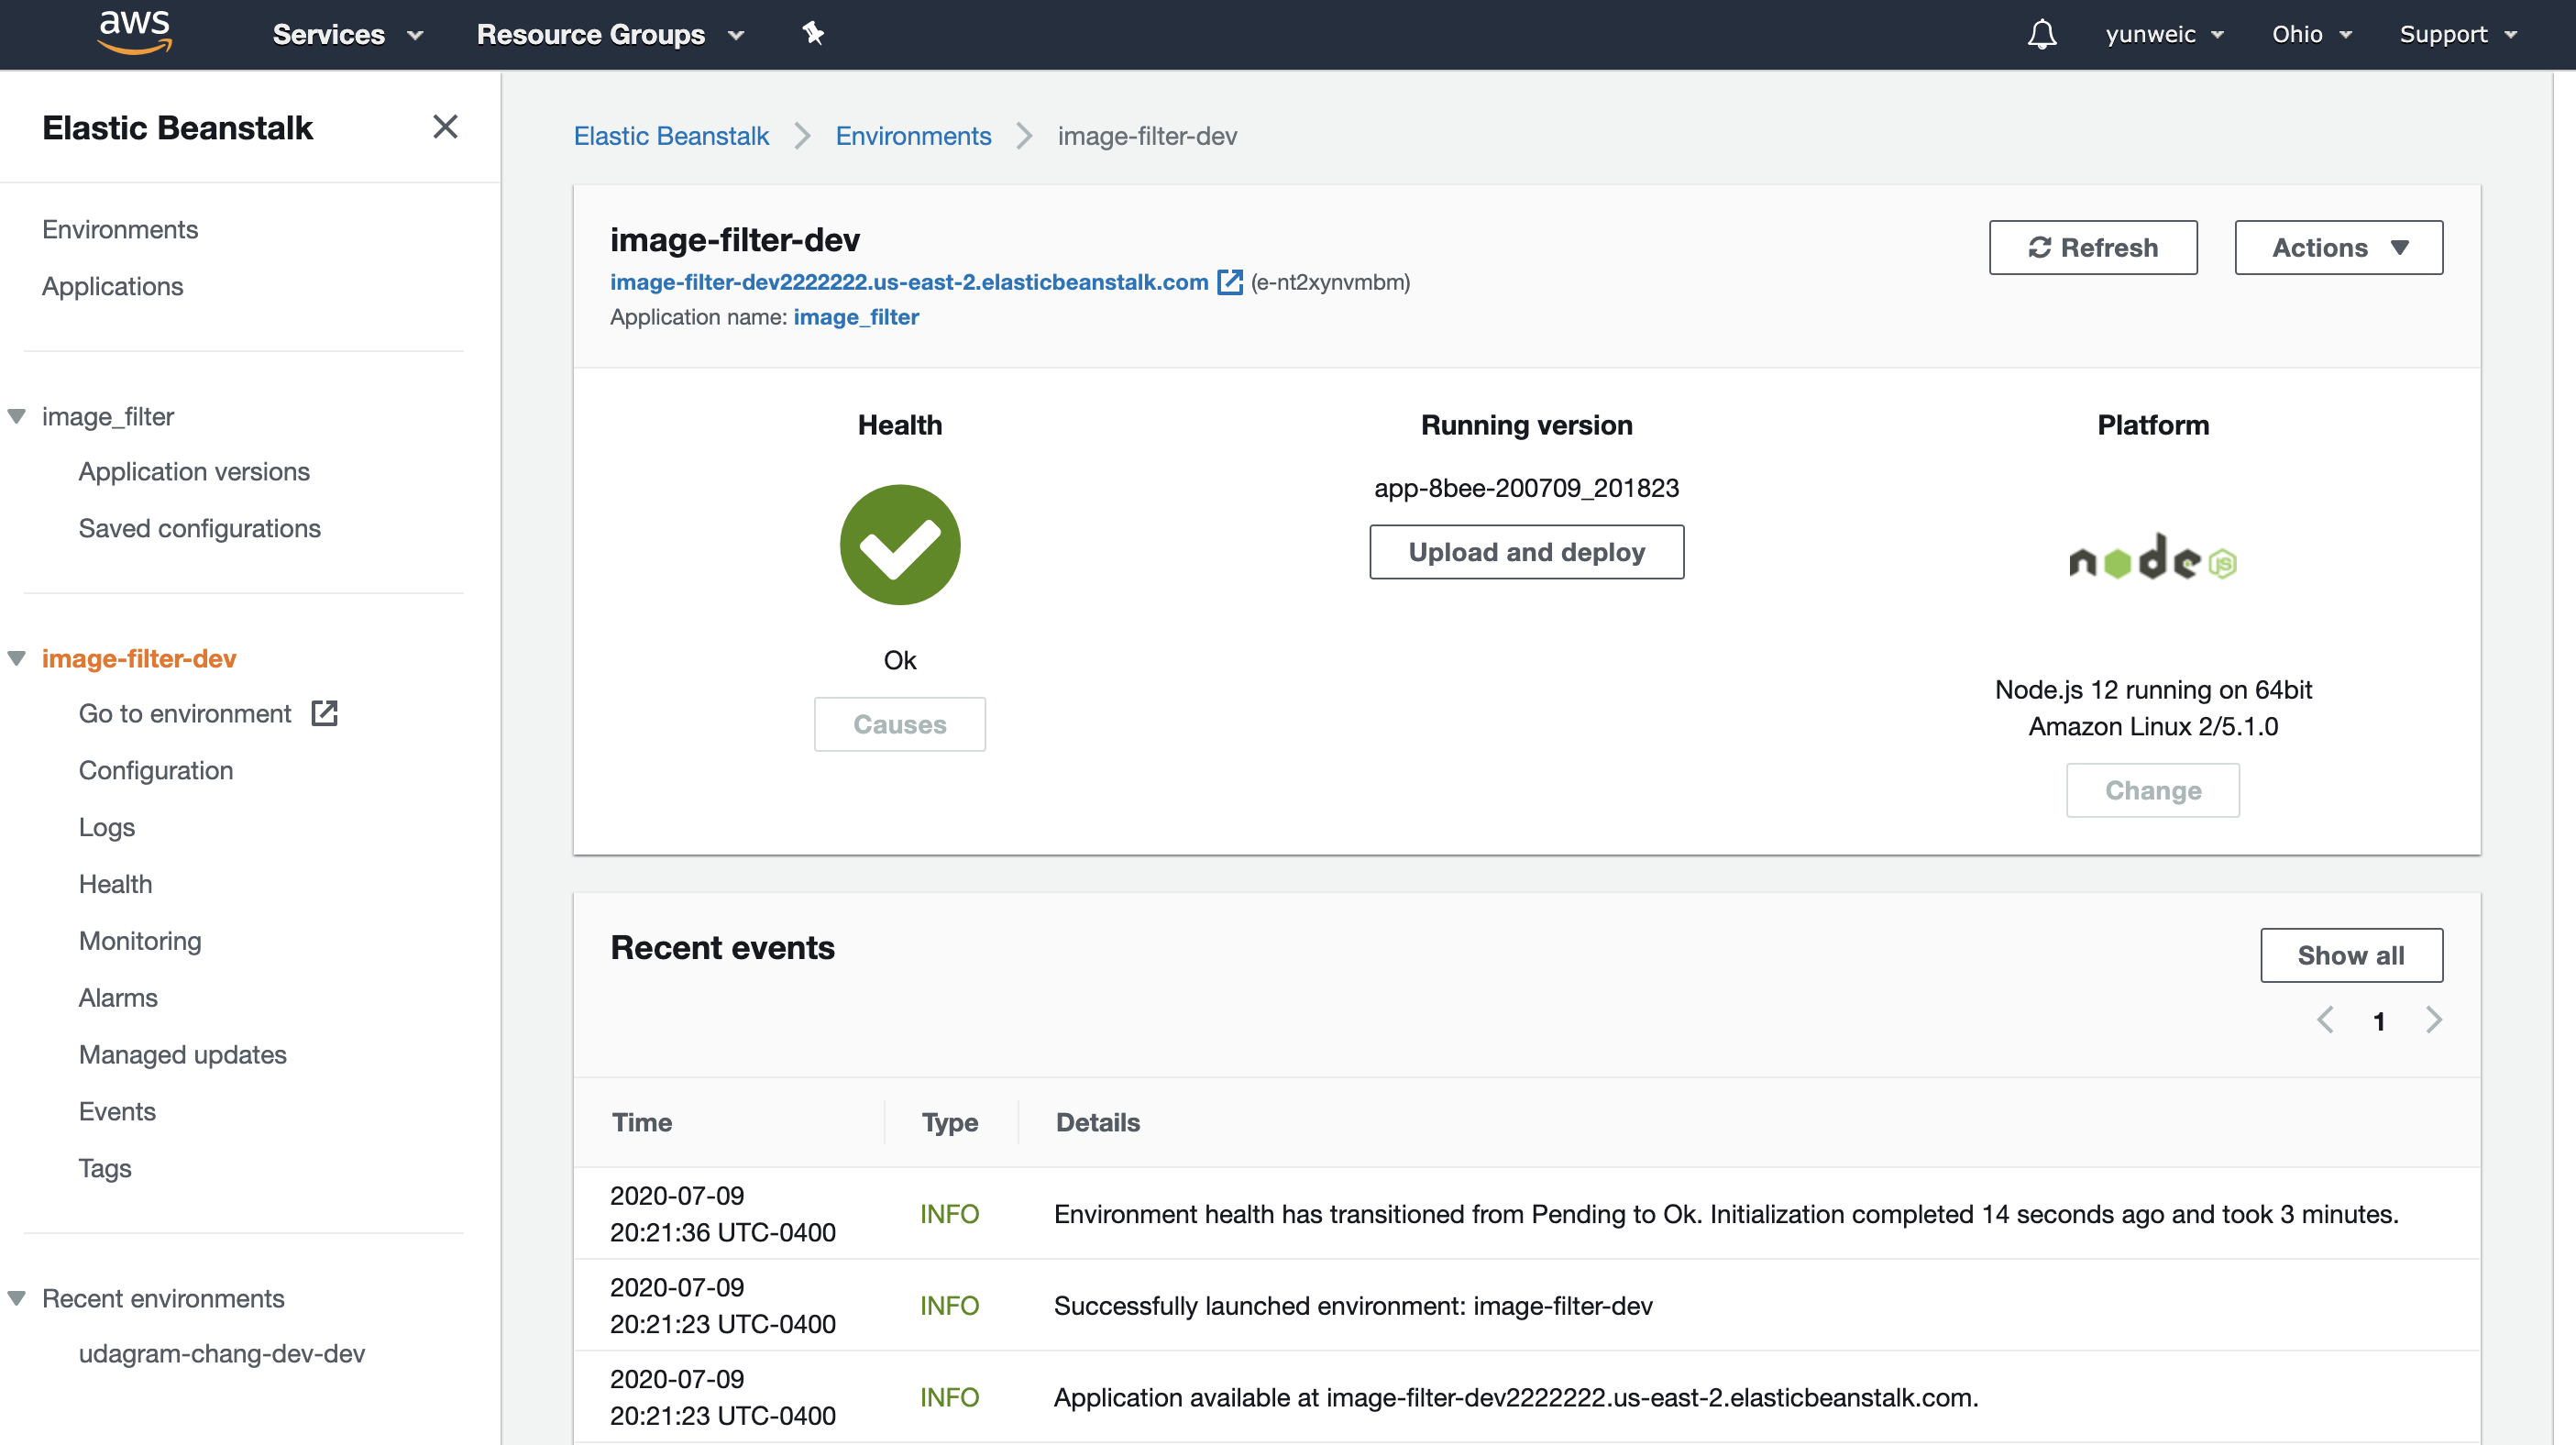 aws
Services
Resource Groups
yunweic
Ohio
Support
Elastic Beanstalk
Environments
Applications
image_filter
Application versions
Saved configurations
image-filter-dev
Go to environment
Configuration
Logs
Health
Monitoring
Alarms
Managed updates
Events
Tags
Recent environments
udagram-chang-dev-dev
Elastic Beanstalk
Environments
image-filter-dev
image-filter-dev
image-filter-dev2222222.us-east-2.elasticbeanstalk.com (e-nt2xynvmbm)
Application name: image_filter
Refresh
Actions
Health
Ok
Causes
Running version
app-8bee-200709_201823
Upload and deploy
Platform
node JS
Node.js 12 running on 64bit
Amazon Linux 2/5.1.0
Change
Recent events
Show all
1
Time
Type
Details
2020-07-09
20:21:36 UTC-0400
INFO
Environment health has transitioned from Pending to Ok. Initialization completed 14 seconds ago and took 3 minutes.
2020-07-09
20:21:23 UTC-0400
INFO
Successfully launched environment: image-filter-dev
2020-07-09
20:21:23 UTC-0400
INFO
Application available at image-filter-dev2222222.us-east-2.elasticbeanstalk.com.